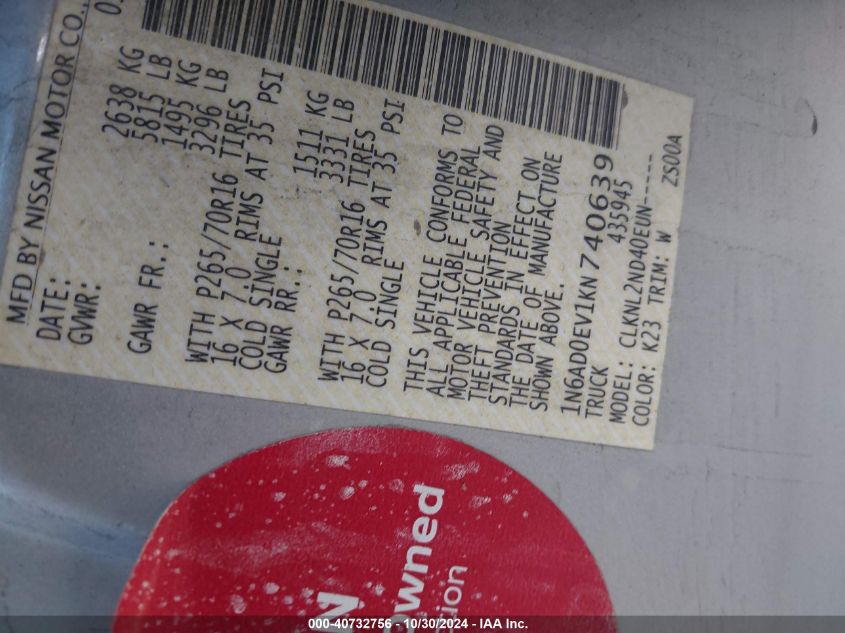 MFD BY NISSAN MOTOR CO.,
DATE:
GVWR: 2638 KG
5815 LB
GAWR FR.: 1495 KG
3296 LB
WITH P265/70R16 TIRES
16 X 7.0 RIMS AT 35 PSI
COLD SINGLE
GAWR RR.: 1511 KG
3331 LB
WITH P265/70R16 TIRES
16 X 7.0 RIMS AT 35 PSI
COLD SINGLE
THIS VEHICLE CONFORMS TO
ALL APPLICABLE FEDERAL
MOTOR VEHICLE SAFETY AND
THEFT PREVENTION
STANDARDS IN EFFECT ON
THE DATE OF MANUFACTURE
SHOWN ABOVE.
1N6AD0EV1KN740639
TRUCK 435945
MODEL: CLKNL2ND40EUN-----
COLOR: K23 TRIM: W ZS00A
N
owned
ction
000-40732756 - 10/30/2024 - IAA Inc.